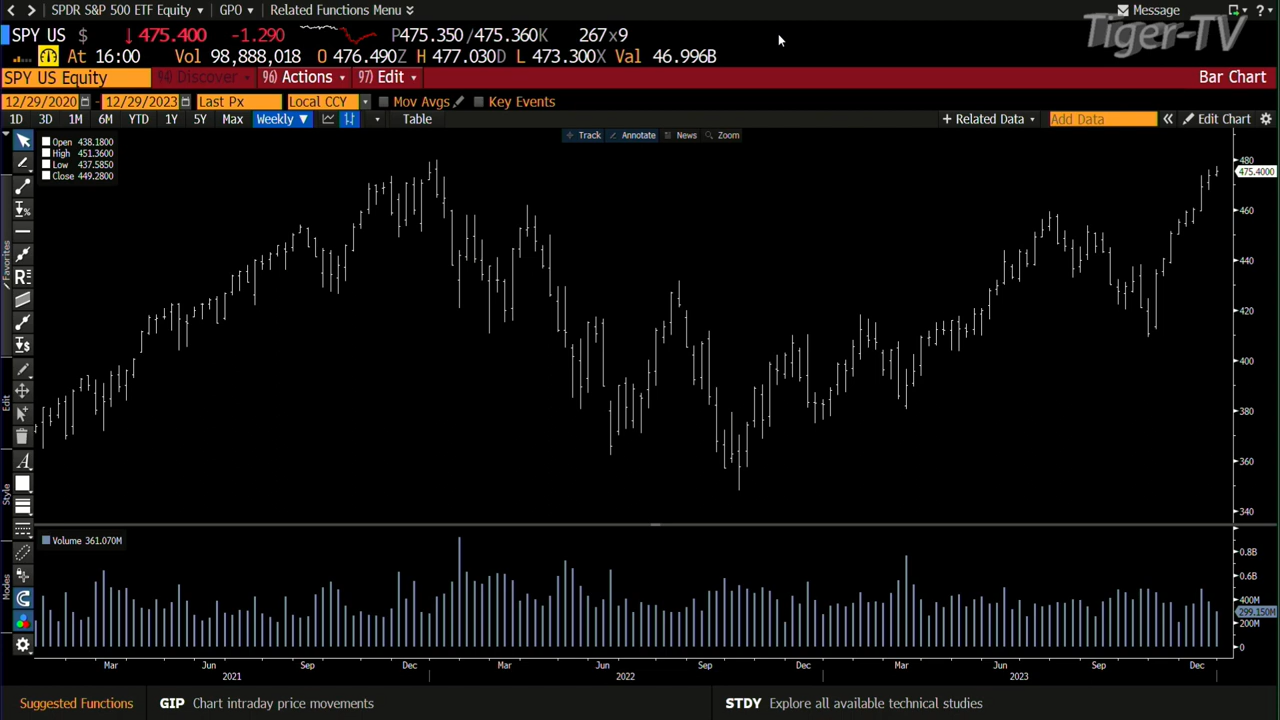 SPDR S&P 500 ETF Equity GPO Related Functions Menu Message
Tiger-TV
SPY US $ ↓475.400 -1.290 P475.350/475.360K 267x9
At 16:00 Vol 98,888,018 O 476.490Z H 477.030D L 473.300X Val 46.996B
SPY US Equity 94) Discover 96) Actions 97) Edit Bar Chart
12/29/2020 - 12/29/2023 Last Px Local CCY Mov Avgs Key Events
1D 3D 1M 6M YTD 1Y 5Y Max Weekly ▼ Table + Related Data Add Data « Edit Chart
Track Annotate News Zoom
Open 438.1800
High 451.3600
Low 437.5850
Close 449.2800
Favorites
Edit
Style
Modes
480
475.4000
460
440
420
400
380
360
340
Volume 361.070M
0.8B
0.6B
400M
299.150M
200M
0
Mar Jun Sep Dec Mar Jun Sep Dec Mar Jun Sep Dec
2021 2022 2023
Suggested Functions GIP Chart intraday price movements STDY Explore all available technical studies